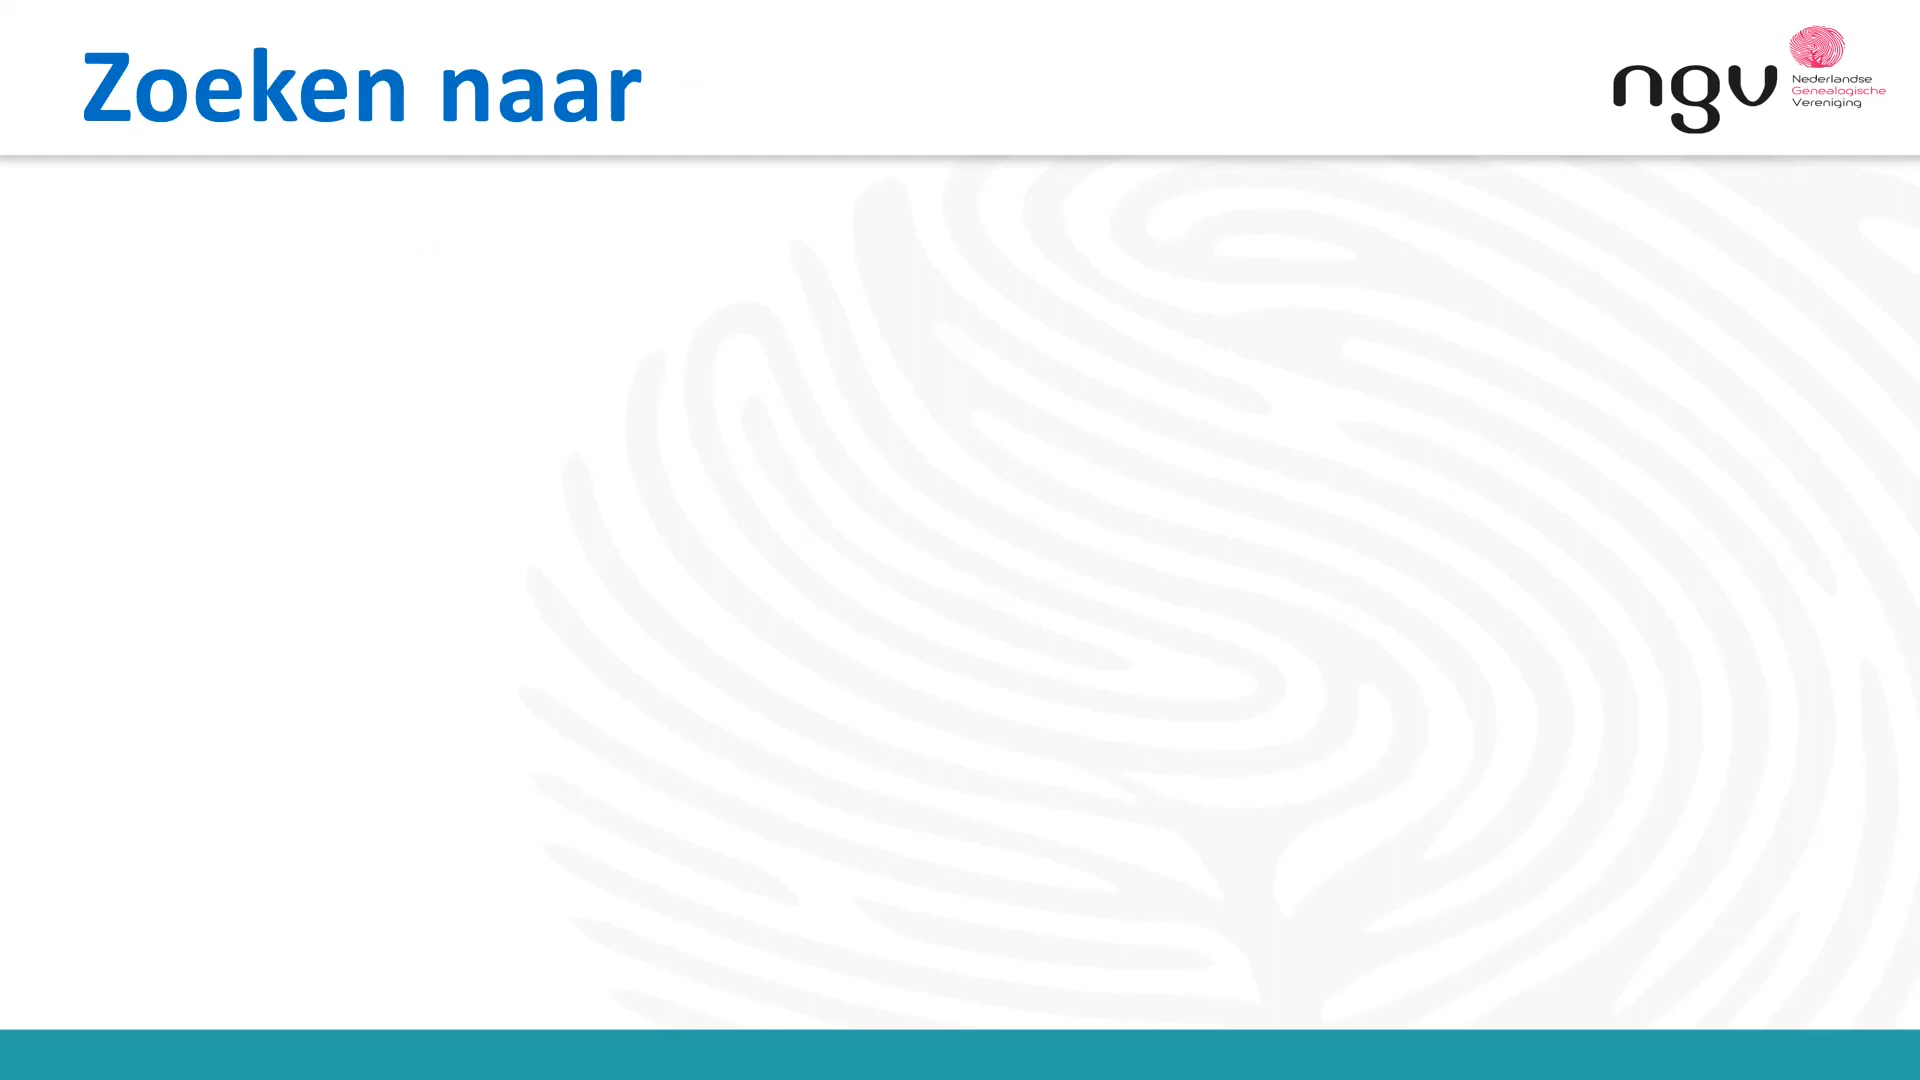 Zoeken naar
ngv
Nederlandse
Genealogische
Vereniging